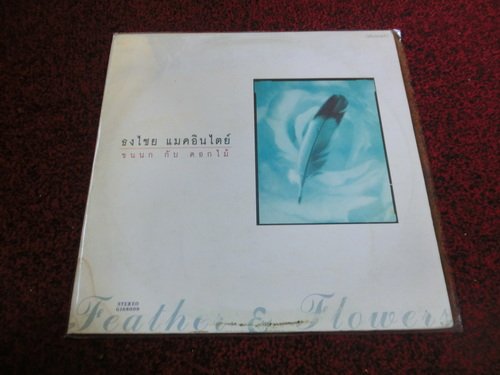 ธงไชย แมคอินไตย์
ขนนก กับ ดอกไม้
STEREO
Feather & Flowers